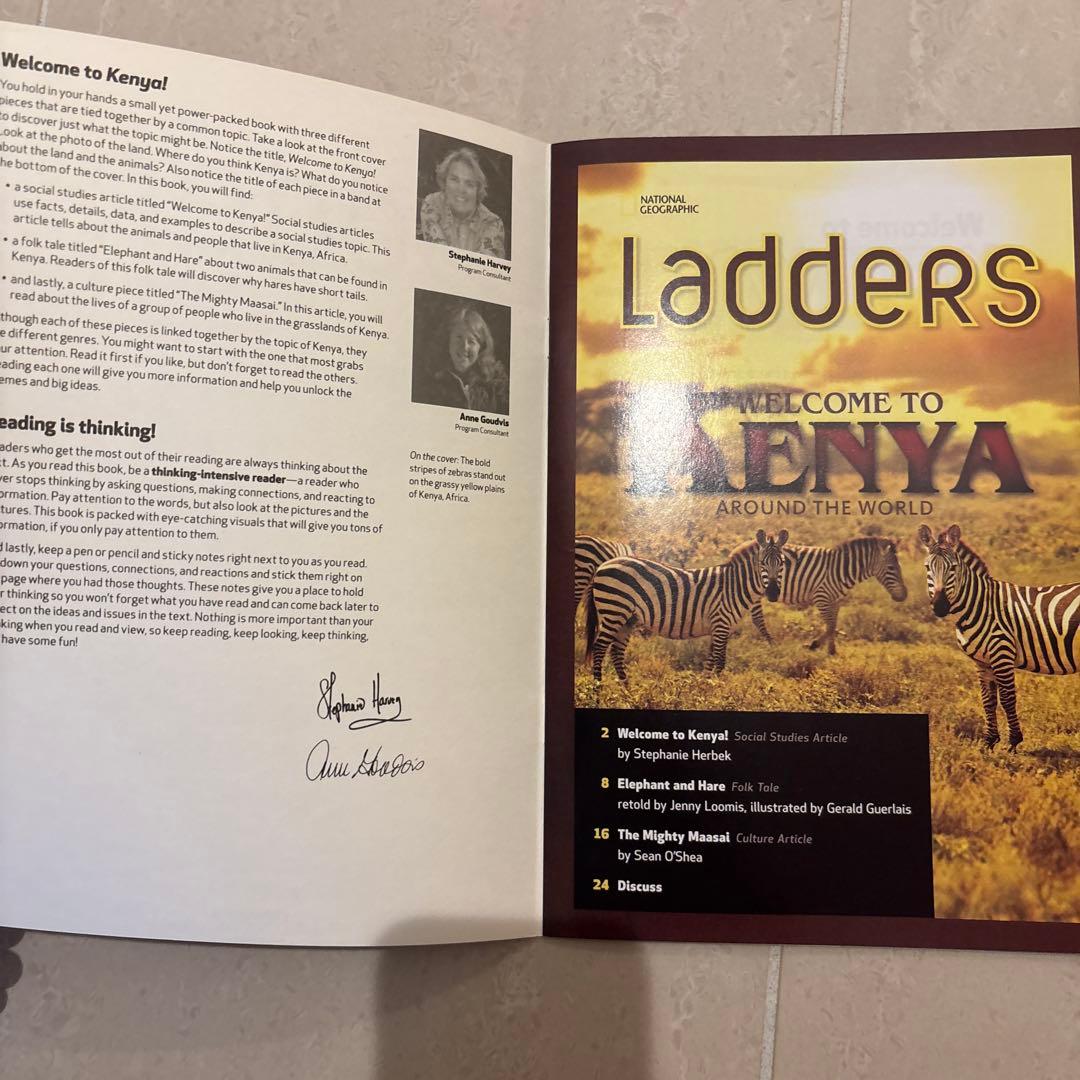 Welcome to Kenya!
You hold in your hands a small yet power-packed book with three different
pieces that are tied together by a common topic. Take a look at the front cover
to discover just what the topic might be. Notice the title, Welcome to Kenya!
Look at the photo of the land. Where do you think Kenya is? What do you notice
about the land and the animals? Also notice the title of each piece in a band at
the bottom of the cover. In this book, you will find:
• a social studies article titled "Welcome to Kenya!" Social studies articles
use facts, details, data, and examples to describe a social studies topic. This
article tells about the animals and people that live in Kenya, Africa.
• a folk tale titled "Elephant and Hare" about two animals that can be found in
Kenya. Readers of this folk tale will discover why hares have short tails.
• and lastly, a culture piece titled "The Mighty Maasai." In this article, you will
read about the lives of a group of people who live in the grasslands of Kenya.
though each of these pieces is linked together by the topic of Kenya, they
e different genres. You might want to start with the one that most grabs
ur attention. Read it first if you like, but don't forget to read the others.
eading each one will give you more information and help you unlock the
emes and big ideas.
eading is thinking!
aders who get the most out of their reading are always thinking about the
t. As you read this book, be a thinking-intensive reader—a reader who
er stops thinking by asking questions, making connections, and reacting to
ormation. Pay attention to the words, but also look at the pictures and the
tures. This book is packed with eye-catching visuals that will give you tons of
ormation, if you only pay attention to them.
d lastly, keep a pen or pencil and sticky notes right next to you as you read.
down your questions, connections, and reactions and stick them right on
page where you had those thoughts. These notes give you a place to hold
r thinking so you won't forget what you have read and can come back later to
ect on the ideas and issues in the text. Nothing is more important than your
king when you read and view, so keep reading, keep looking, keep thinking,
have some fun!
Stephanie Harvey
Anne Goudvis
Stephanie Harvey
Program Consultant
Anne Goudvis
Program Consultant
On the cover: The bold
stripes of zebras stand out
on the grassy yellow plains
of Kenya, Africa.
NATIONAL
GEOGRAPHIC
Ladders
WELCOME TO
KENYA
AROUND THE WORLD
2 Welcome to Kenya! Social Studies Article
by Stephanie Herbek
8 Elephant and Hare Folk Tale
retold by Jenny Loomis, illustrated by Gerald Guerlais
16 The Mighty Maasai Culture Article
by Sean O'Shea
24 Discuss